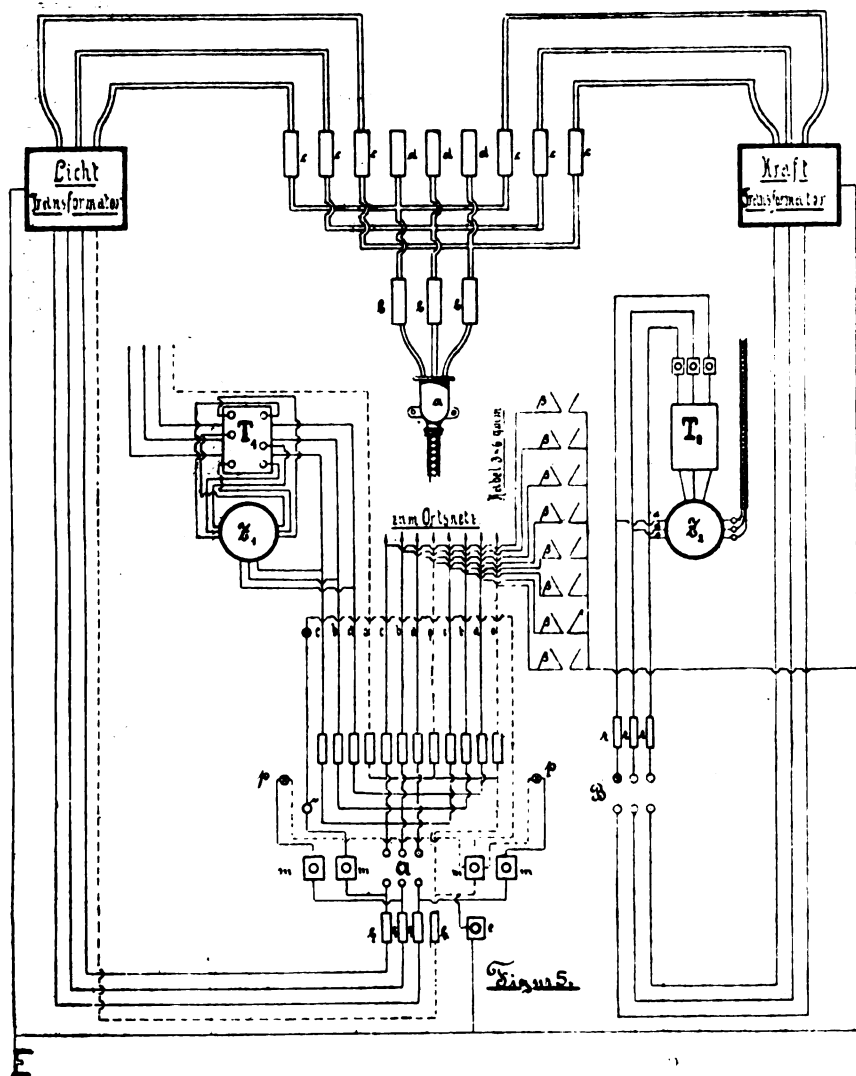 Licht
Transformator
Kraft
Transformator
c c c d d d c c c
b b b
a
Kabel 3×6 qmm
T₁
T₂
Z₁
Z₂
zum Ortsnetz
β
β
β
β
β
β
β
β
p
p
B
m m a m m
e
Figur 5.
E